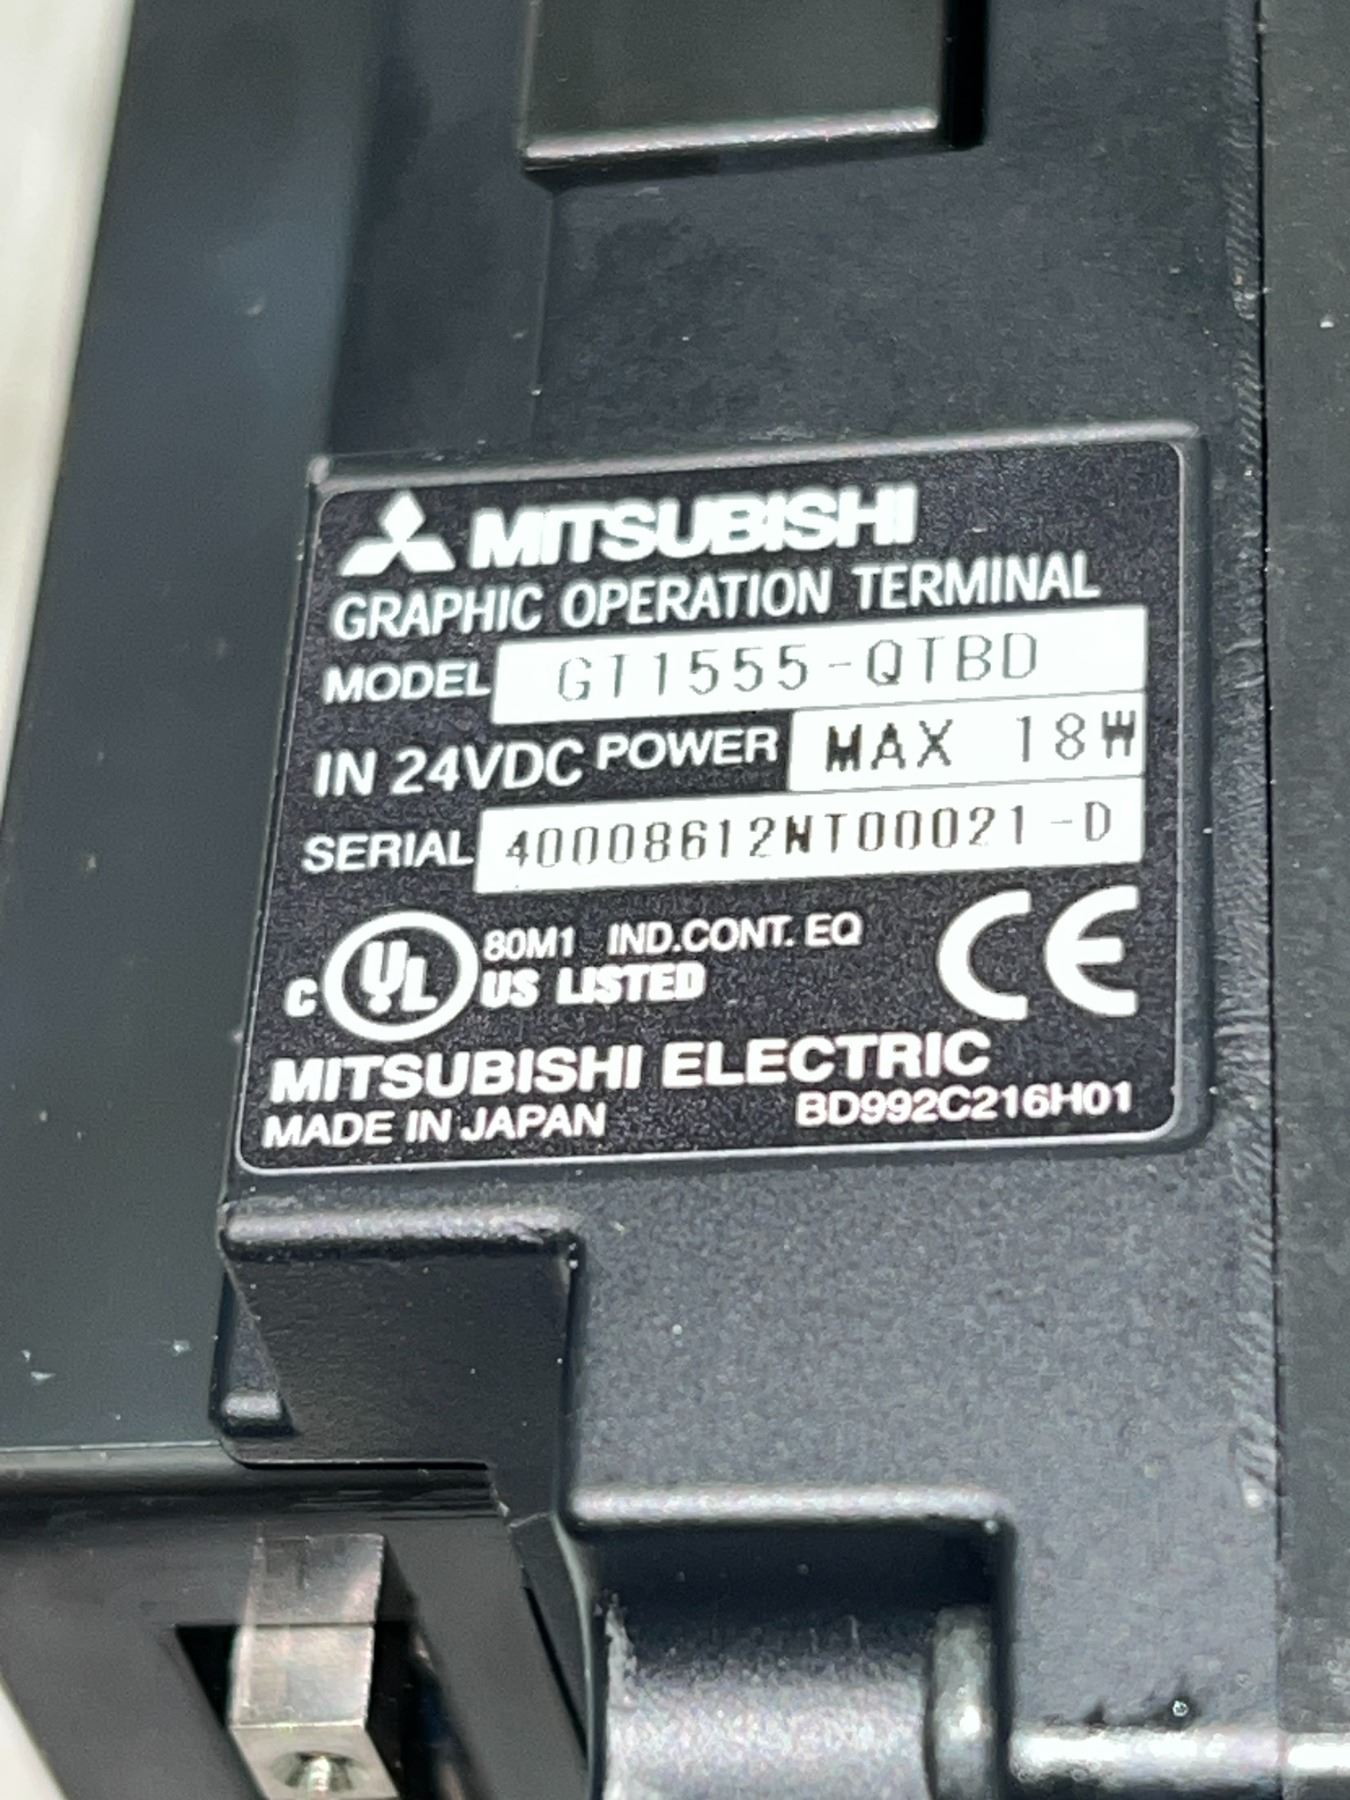 MITSUBISHI
GRAPHIC OPERATION TERMINAL
MODEL GT1555-QTBD
IN 24VDC POWER MAX 18W
SERIAL 40008612NT00021-D
80M1 IND.CONT. EQ
C UL US LISTED CE
MITSUBISHI ELECTRIC
MADE IN JAPAN BD992C216H01